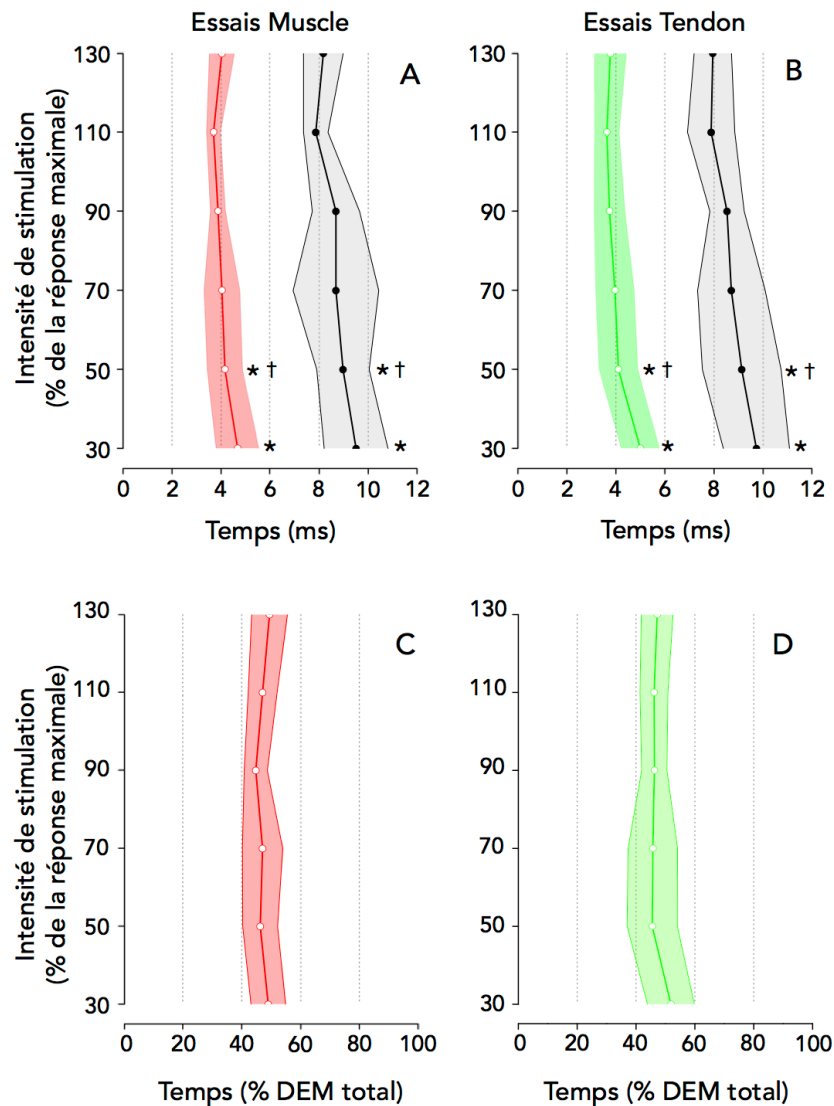 Essais Muscle
Essais Tendon
A
B
Intensité de stimulation
(% de la réponse maximale)
130
110
90
70
50
30
* †
* †
*
*
0 2 4 6 8 10 12
Temps (ms)
130
110
90
70
50
30
* †
* †
*
*
0 2 4 6 8 10 12
Temps (ms)
C
D
Intensité de stimulation
(% de la réponse maximale)
130
110
90
70
50
30
0 20 40 60 80 100
Temps (% DEM total)
130
110
90
70
50
30
0 20 40 60 80 100
Temps (% DEM total)